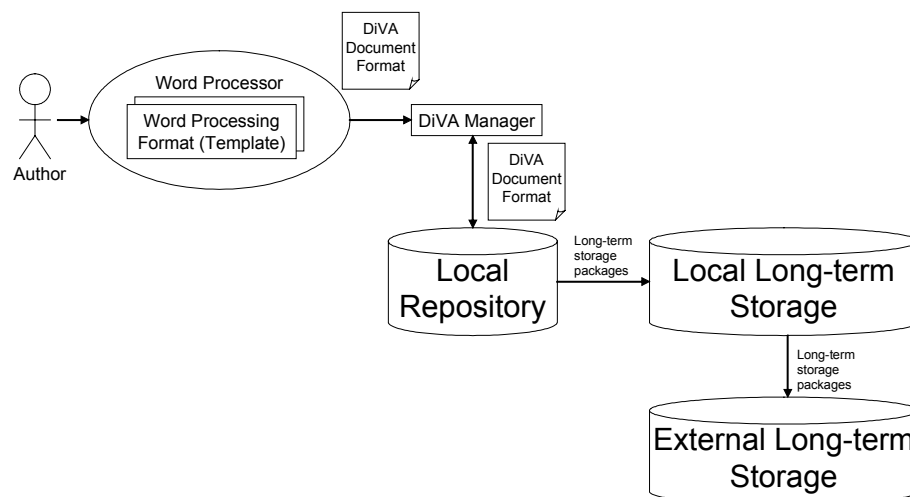 DiVA
Document
Format
Word Processor
Word Processing
Format (Template)
Author
DiVA Manager
DiVA
Document
Format
Local
Repository
Long-term
storage
packages
Local Long-term
Storage
Long-term
storage
packages
External Long-term
Storage